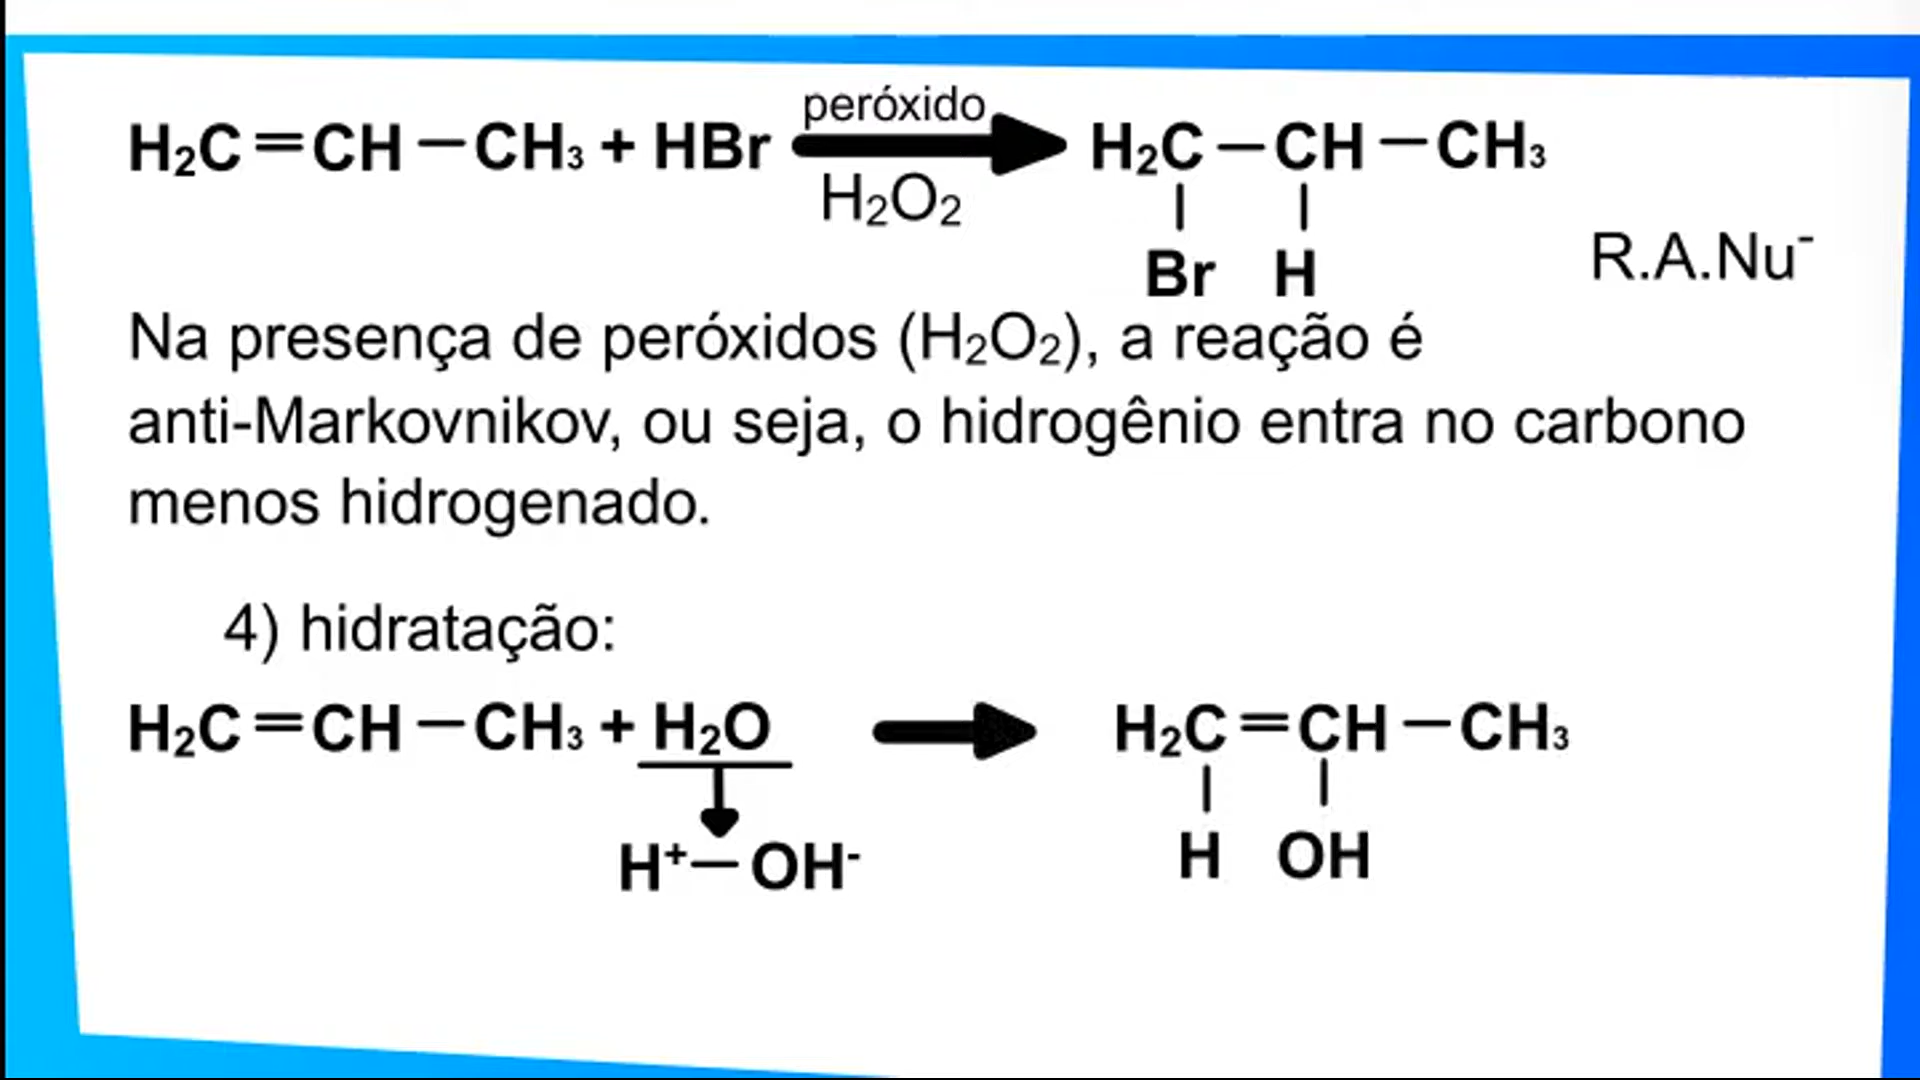 peróxido
H₂C=CH–CH₃ + HBr → H₂C–CH–CH₃
H₂O₂
Br H
R.A.Nu⁻
Na presença de peróxidos (H₂O₂), a reação é
anti-Markovnikov, ou seja, o hidrogênio entra no carbono
menos hidrogenado.
4) hidratação:
H₂C=CH–CH₃ + H₂O → H₂C=CH–CH₃
H⁺–OH⁻
H OH